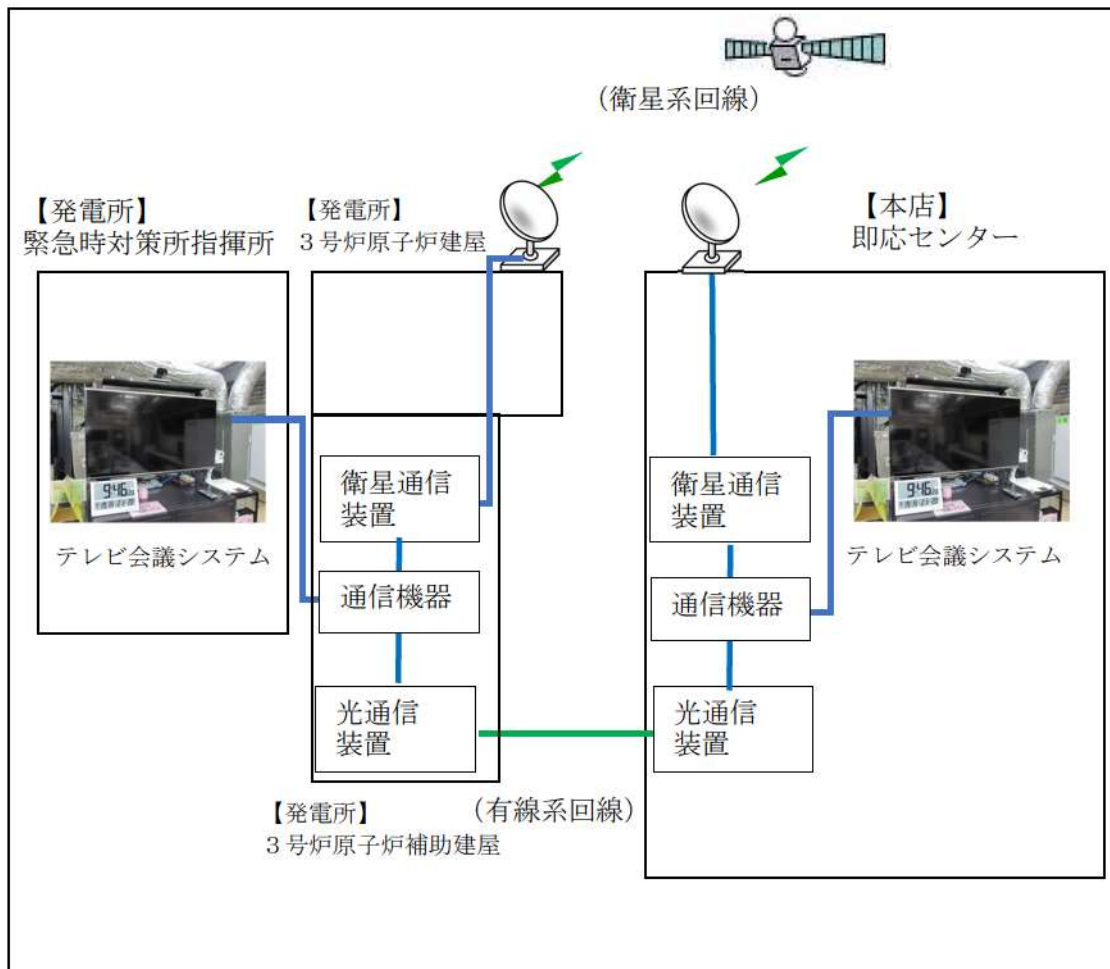 （衛星系回線）
【発電所】
緊急時対策所指揮所
【発電所】
３号炉原子炉建屋
【本店】
即応センター
9:46
テレビ会議システム
衛星通信
装置
通信機器
光通信
装置
衛星通信
装置
通信機器
光通信
装置
9:46
テレビ会議システム
（有線系回線）
【発電所】
３号炉原子炉補助建屋